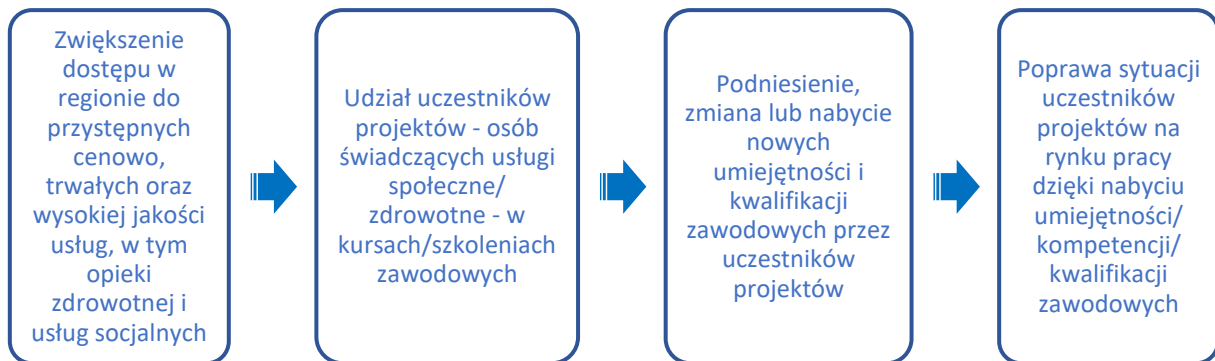 Zwiększenie
dostępu w
regionie do
przystępnych
cenowo,
trwałych oraz
wysokiej jakości
usług, w tym
opieki
zdrowotnej i
usług socjalnych
Udział uczestników
projektów - osób
świadczących usługi
społeczne/
zdrowotne - w
kursach/szkoleniach
zawodowych
Podniesienie,
zmiana lub nabycie
nowych
umiejętności i
kwalifikacji
zawodowych przez
uczestników
projektów
Poprawa sytuacji
uczestników
projektów na
rynku pracy
dzięki nabyciu
umiejętności/
kompetencji/
kwalifikacji
zawodowych